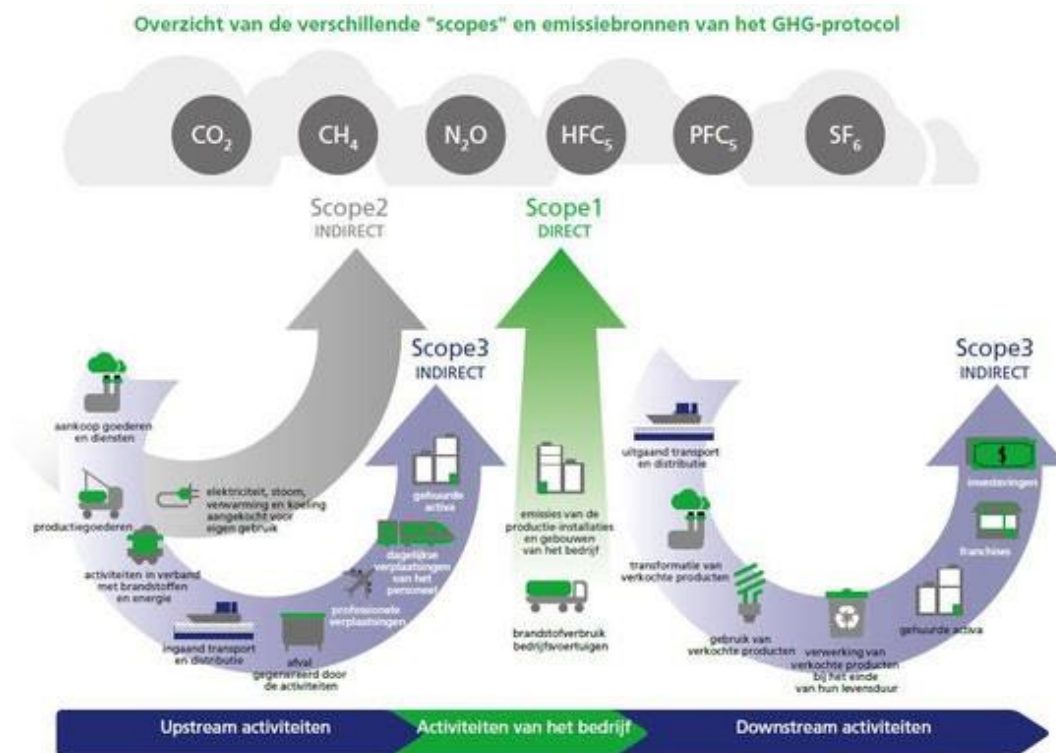 Overzicht van de verschillende "scopes" en emissiebronnen van het GHG-protocol
CO₂
CH₄
N₂O
HFC₅
PFC₅
SF₆
Scope2
INDIRECT
Scope1
DIRECT
Scope3
INDIRECT
Scope3
INDIRECT
aankoop goederen
en diensten
productiegoederen
elektriciteit, stoom,
verwarming en koeling
aangekocht voor
eigen gebruik
activiteiten in verband
met brandstoffen
en energie
ingaand transport
en distributie
afval
gegenereerd door
de activiteiten
professionele
verplaatsingen
dagelijkse
verplaatsingen
van het
personeel
gehuurde
activa
emissies van de
productie-installaties
en gebouwen
van het bedrijf
brandstofverbruik
bedrijfsvoertuigen
uitgaand transport
en distributie
transformatie van
verkochte producten
gebruik van
verkochte producten
verwerking van
verkochte producten
bij het einde
van hun levensduur
gehuurde activa
franchises
investeringen
$
Upstream activiteiten
Activiteiten van het bedrijf
Downstream activiteiten